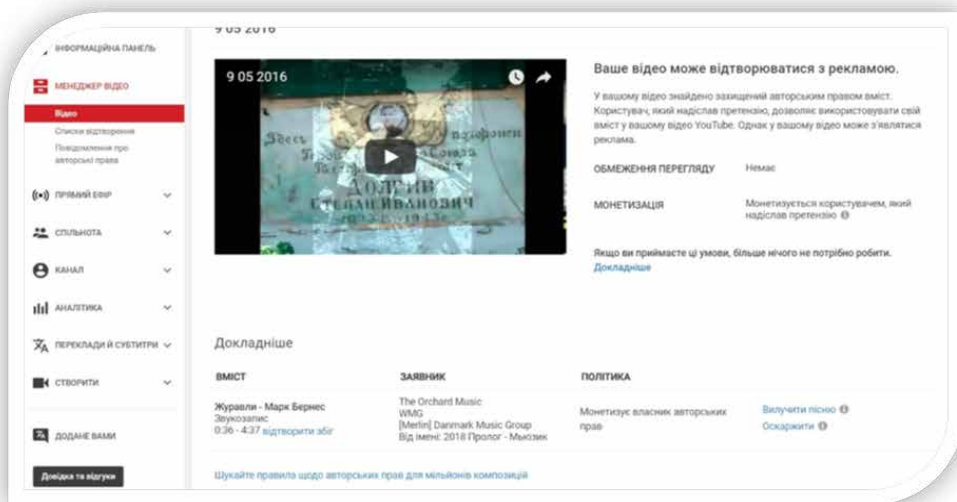 9 05 2016
ІНФОРМАЦІЙНА ПАНЕЛЬ
МЕНЕДЖЕР ВІДЕО
Відео
Списки відтворення
Повідомлення про
авторські права
ПРЯМИЙ ЕФІР
СПІЛЬНОТА
КАНАЛ
АНАЛІТИКА
ПЕРЕКЛАДИ Й СУБТИТРИ
СТВОРИТИ
ДОДАНЕ ВАМИ
Довідка та відгуки
9 05 2016
Здесь похоронен
Герой Союза
ДОЛГИЙ
СТЕПАН ИВАНОВИЧ
Ваше відео може відтворюватися з рекламою.
У вашому відео знайдено захищений авторським правом вміст.
Користувач, який надіслав претензію, дозволяє використовувати свій
вміст у вашому відео YouTube. Однак у вашому відео може з'являтися
реклама.
ОБМЕЖЕННЯ ПЕРЕГЛЯДУ Немає
МОНЕТИЗАЦІЯ Монетизується користувачем, який
надіслав претензію
Якщо ви приймаєте ці умови, більше нічого не потрібно робити.
Докладніше
Докладніше
ВМІСТ ЗАЯВНИК ПОЛІТИКА
Журавли - Марк Бернес
Звукозапис
0:36 - 4:37 відтворити збіг
The Orchard Music
WMG
[Merlin] Danmark Music Group
Від імені: 2018 Пролог - Мьюзик
Монетизує власник авторських
прав
Вилучити пісню
Оскаржити
Шукайте правила щодо авторських прав для мільйонів композицій